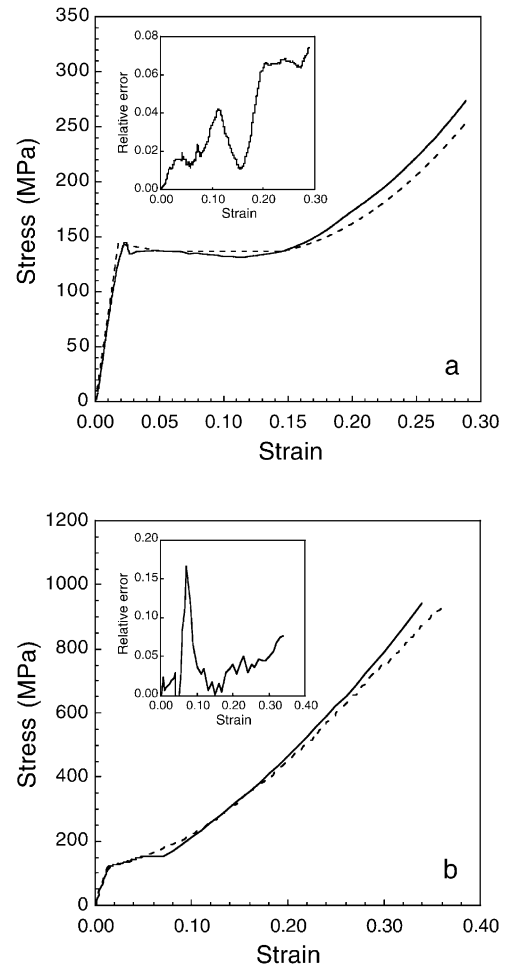 350
300
250
200
150
100
50
0
Stress (MPa)
0.00 0.05 0.10 0.15 0.20 0.25 0.30
Strain
a
0.08
0.06
0.04
0.02
0.00
Relative error
0.00 0.10 0.20 0.30
Strain
1200
1000
800
600
400
200
0
Stress (MPa)
0.00 0.10 0.20 0.30 0.40
Strain
b
0.20
0.15
0.10
0.05
0.00
Relative error
0.00 0.10 0.20 0.30 0.40
Strain